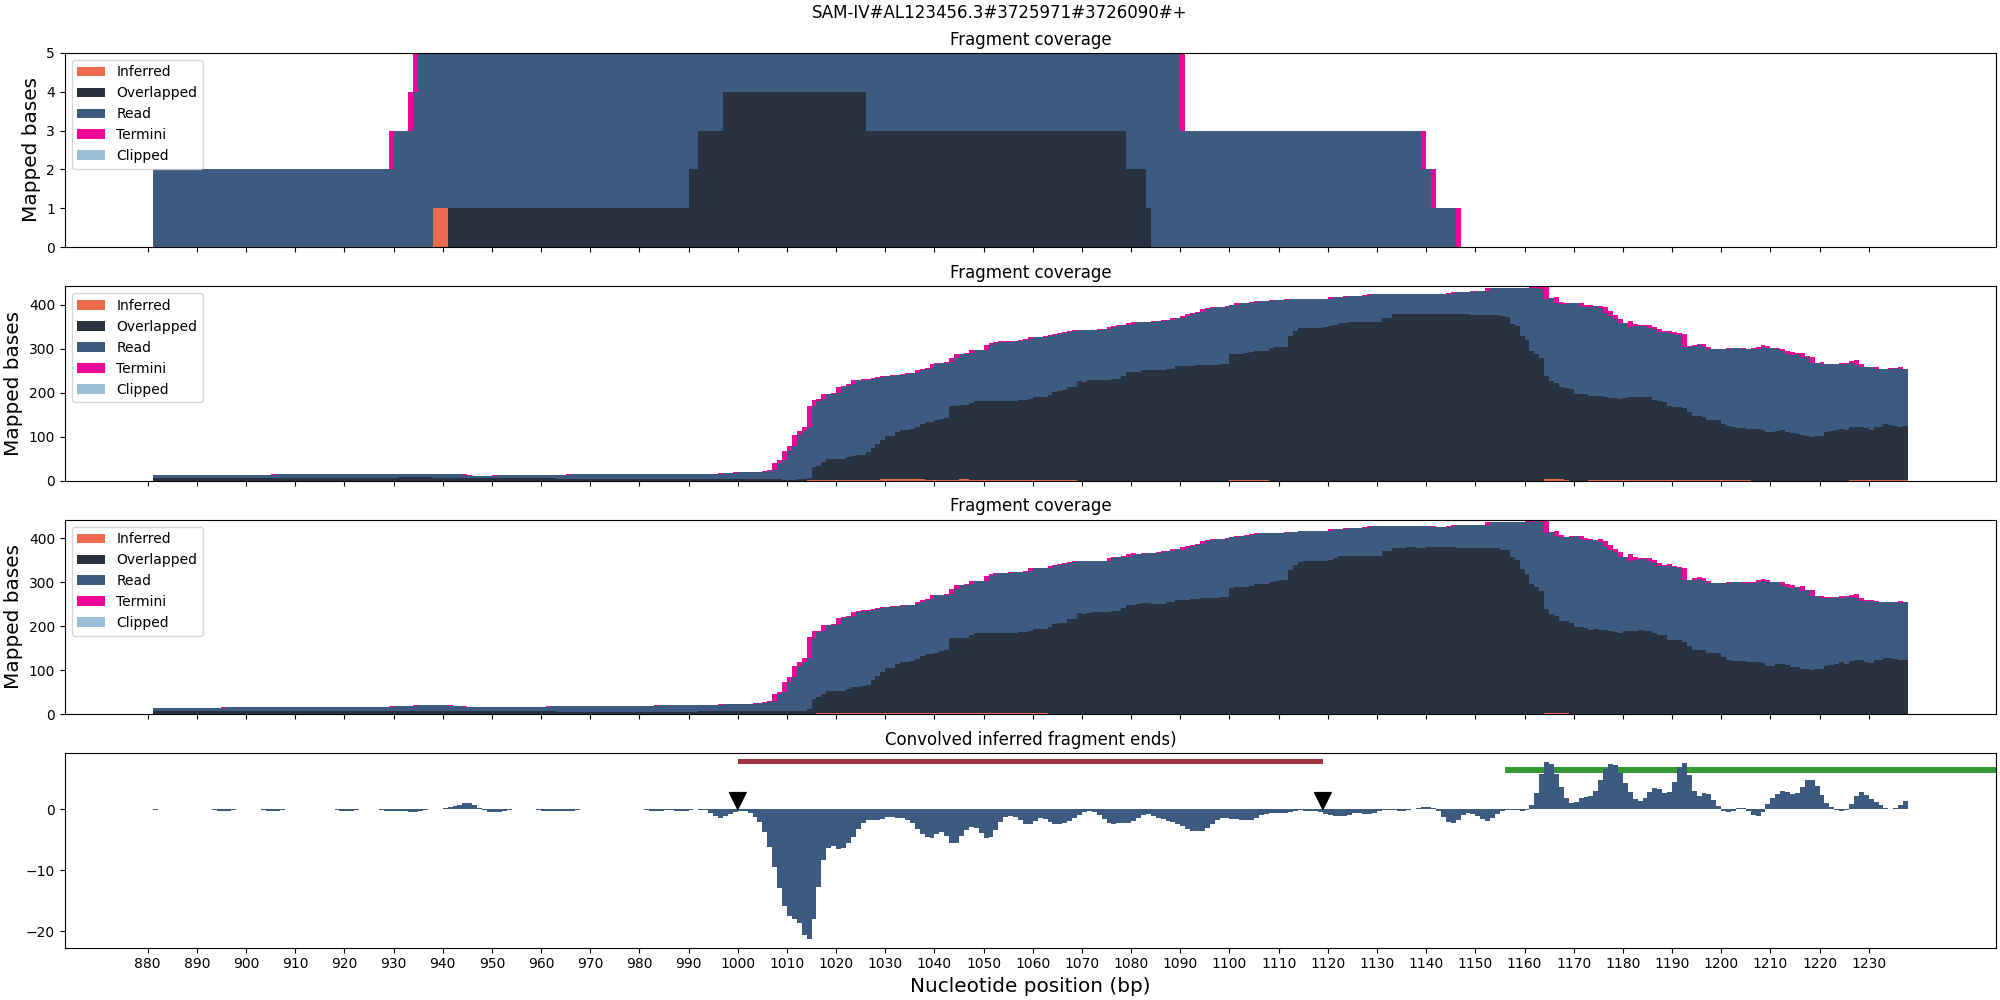 SAM-IV#AL123456.3#3725971#3726090#+
Fragment coverage
Mapped bases
5
4
3
2
1
0
Inferred
Overlapped
Read
Termini
Clipped
Fragment coverage
Mapped bases
400
300
200
100
0
Inferred
Overlapped
Read
Termini
Clipped
Fragment coverage
Mapped bases
400
300
200
100
0
Inferred
Overlapped
Read
Termini
Clipped
Convolved inferred fragment ends)
0
−10
−20
880 890 900 910 920 930 940 950 960 970 980 990 1000 1010 1020 1030 1040 1050 1060 1070 1080 1090 1100 1110 1120 1130 1140 1150 1160 1170 1180 1190 1200 1210 1220 1230
Nucleotide position (bp)